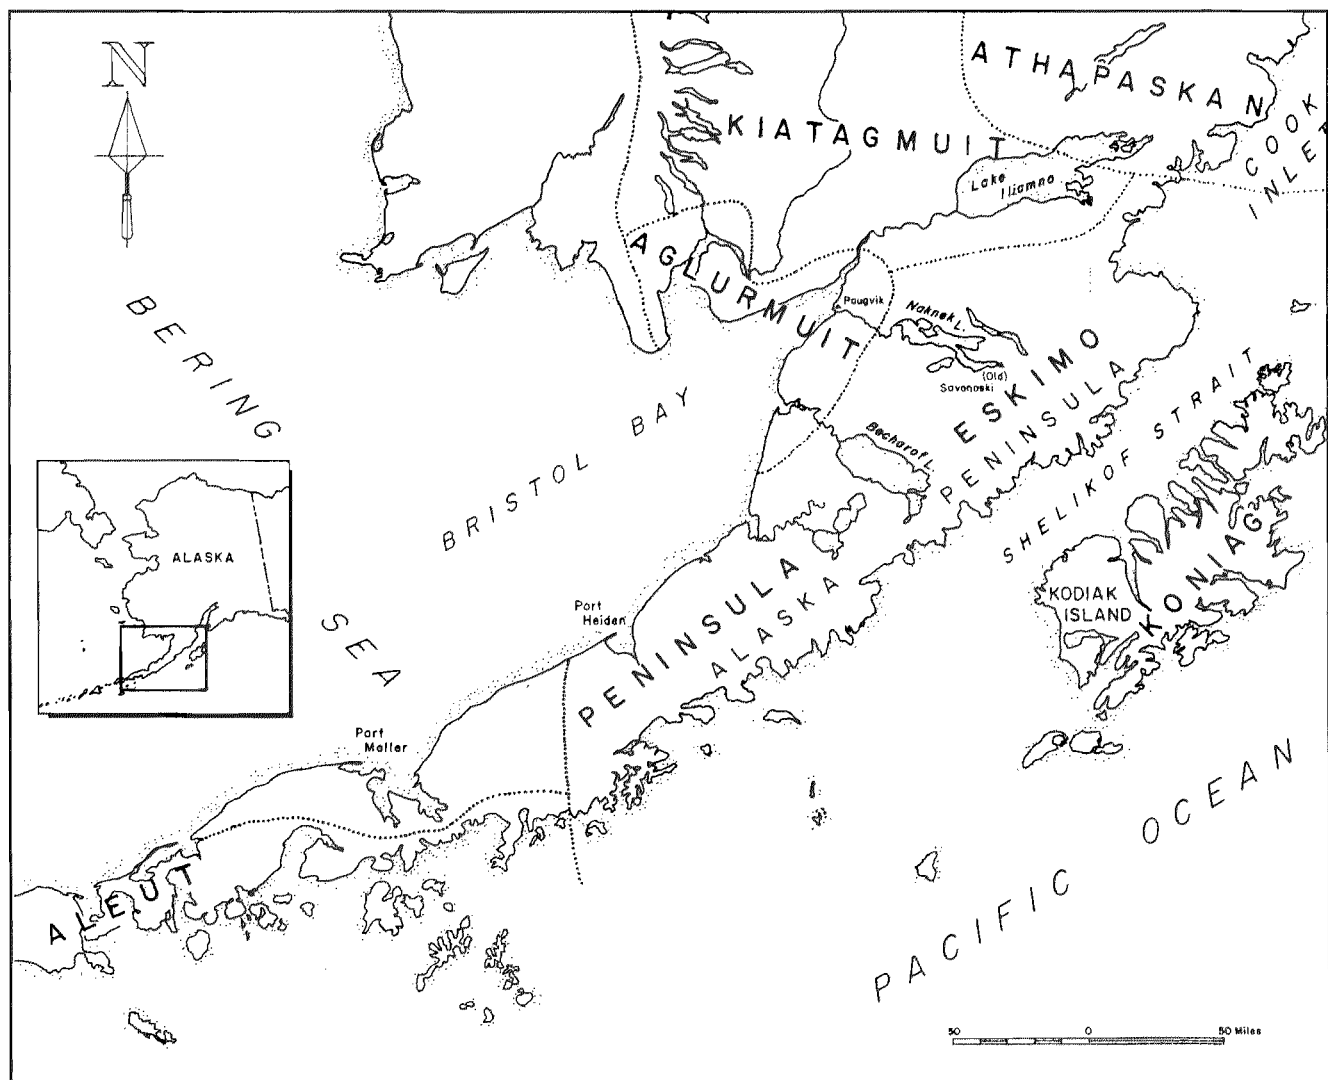 N
ATHAPASKAN
KIATAGMUIT
COOK
INLET
Lake
Iliamna
AGLURMUIT
Paugvik
Naknek L.
(Old)
Savonoski
BERING
SEA
BRISTOL BAY
Becharof L.
ESKIMO
PENINSULA
SHELIKOF STRAIT
ALASKA
KONIAG
KODIAK
ISLAND
Port
Heiden
PENINSULA
ALASKA
Port
Moller
ALEUT
PACIFIC OCEAN
50 0 50 Miles